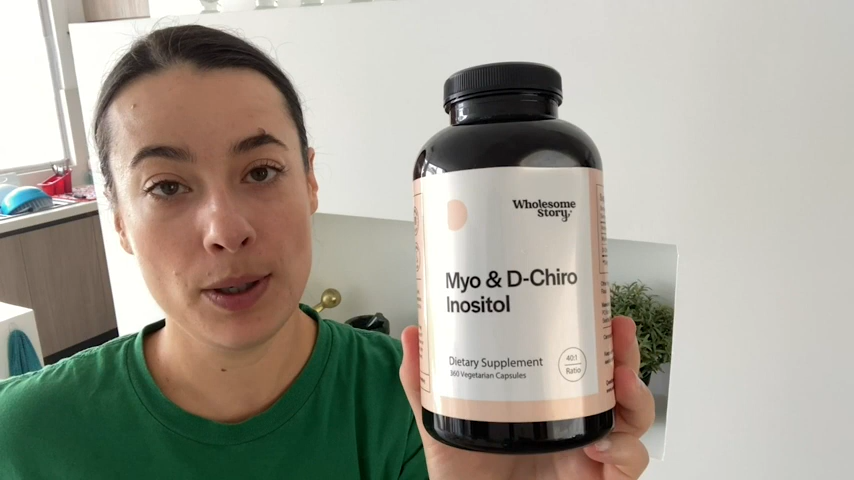 Wholesome
Story
Myo & D-Chiro
Inositol
Dietary Supplement
360 Vegetarian Capsules
40:1
Ratio